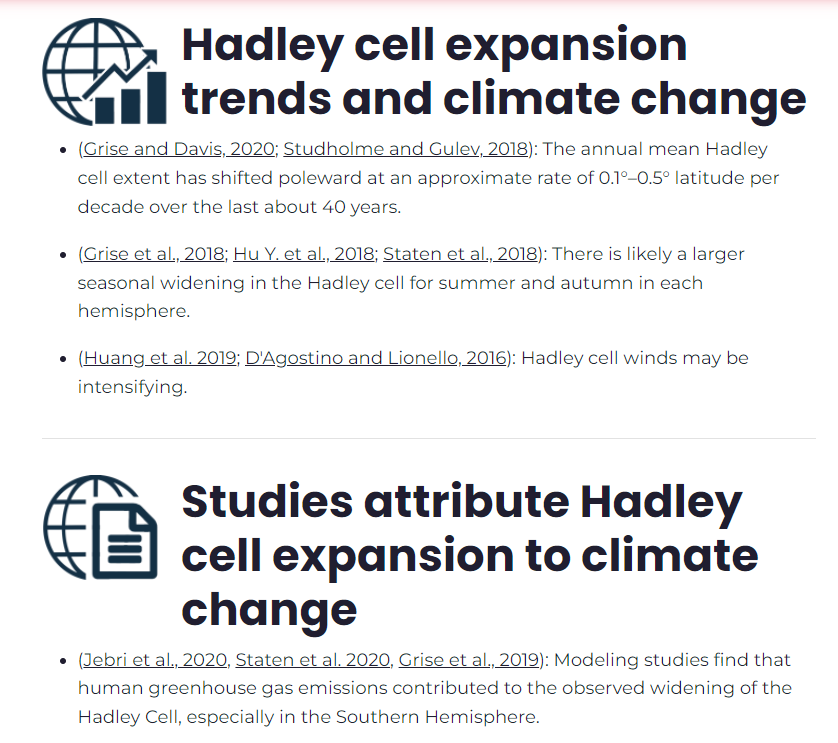 Hadley cell expansion
trends and climate change
• (Grise and Davis, 2020; Studholme and Gulev, 2018): The annual mean Hadley
cell extent has shifted poleward at an approximate rate of 0.1°–0.5° latitude per
decade over the last about 40 years.
• (Grise et al., 2018; Hu Y. et al., 2018; Staten et al., 2018): There is likely a larger
seasonal widening in the Hadley cell for summer and autumn in each
hemisphere.
• (Huang et al. 2019; D'Agostino and Lionello, 2016): Hadley cell winds may be
intensifying.
Studies attribute Hadley
cell expansion to climate
change
• (Jebri et al., 2020, Staten et al. 2020, Grise et al., 2019): Modeling studies find that
human greenhouse gas emissions contributed to the observed widening of the
Hadley Cell, especially in the Southern Hemisphere.